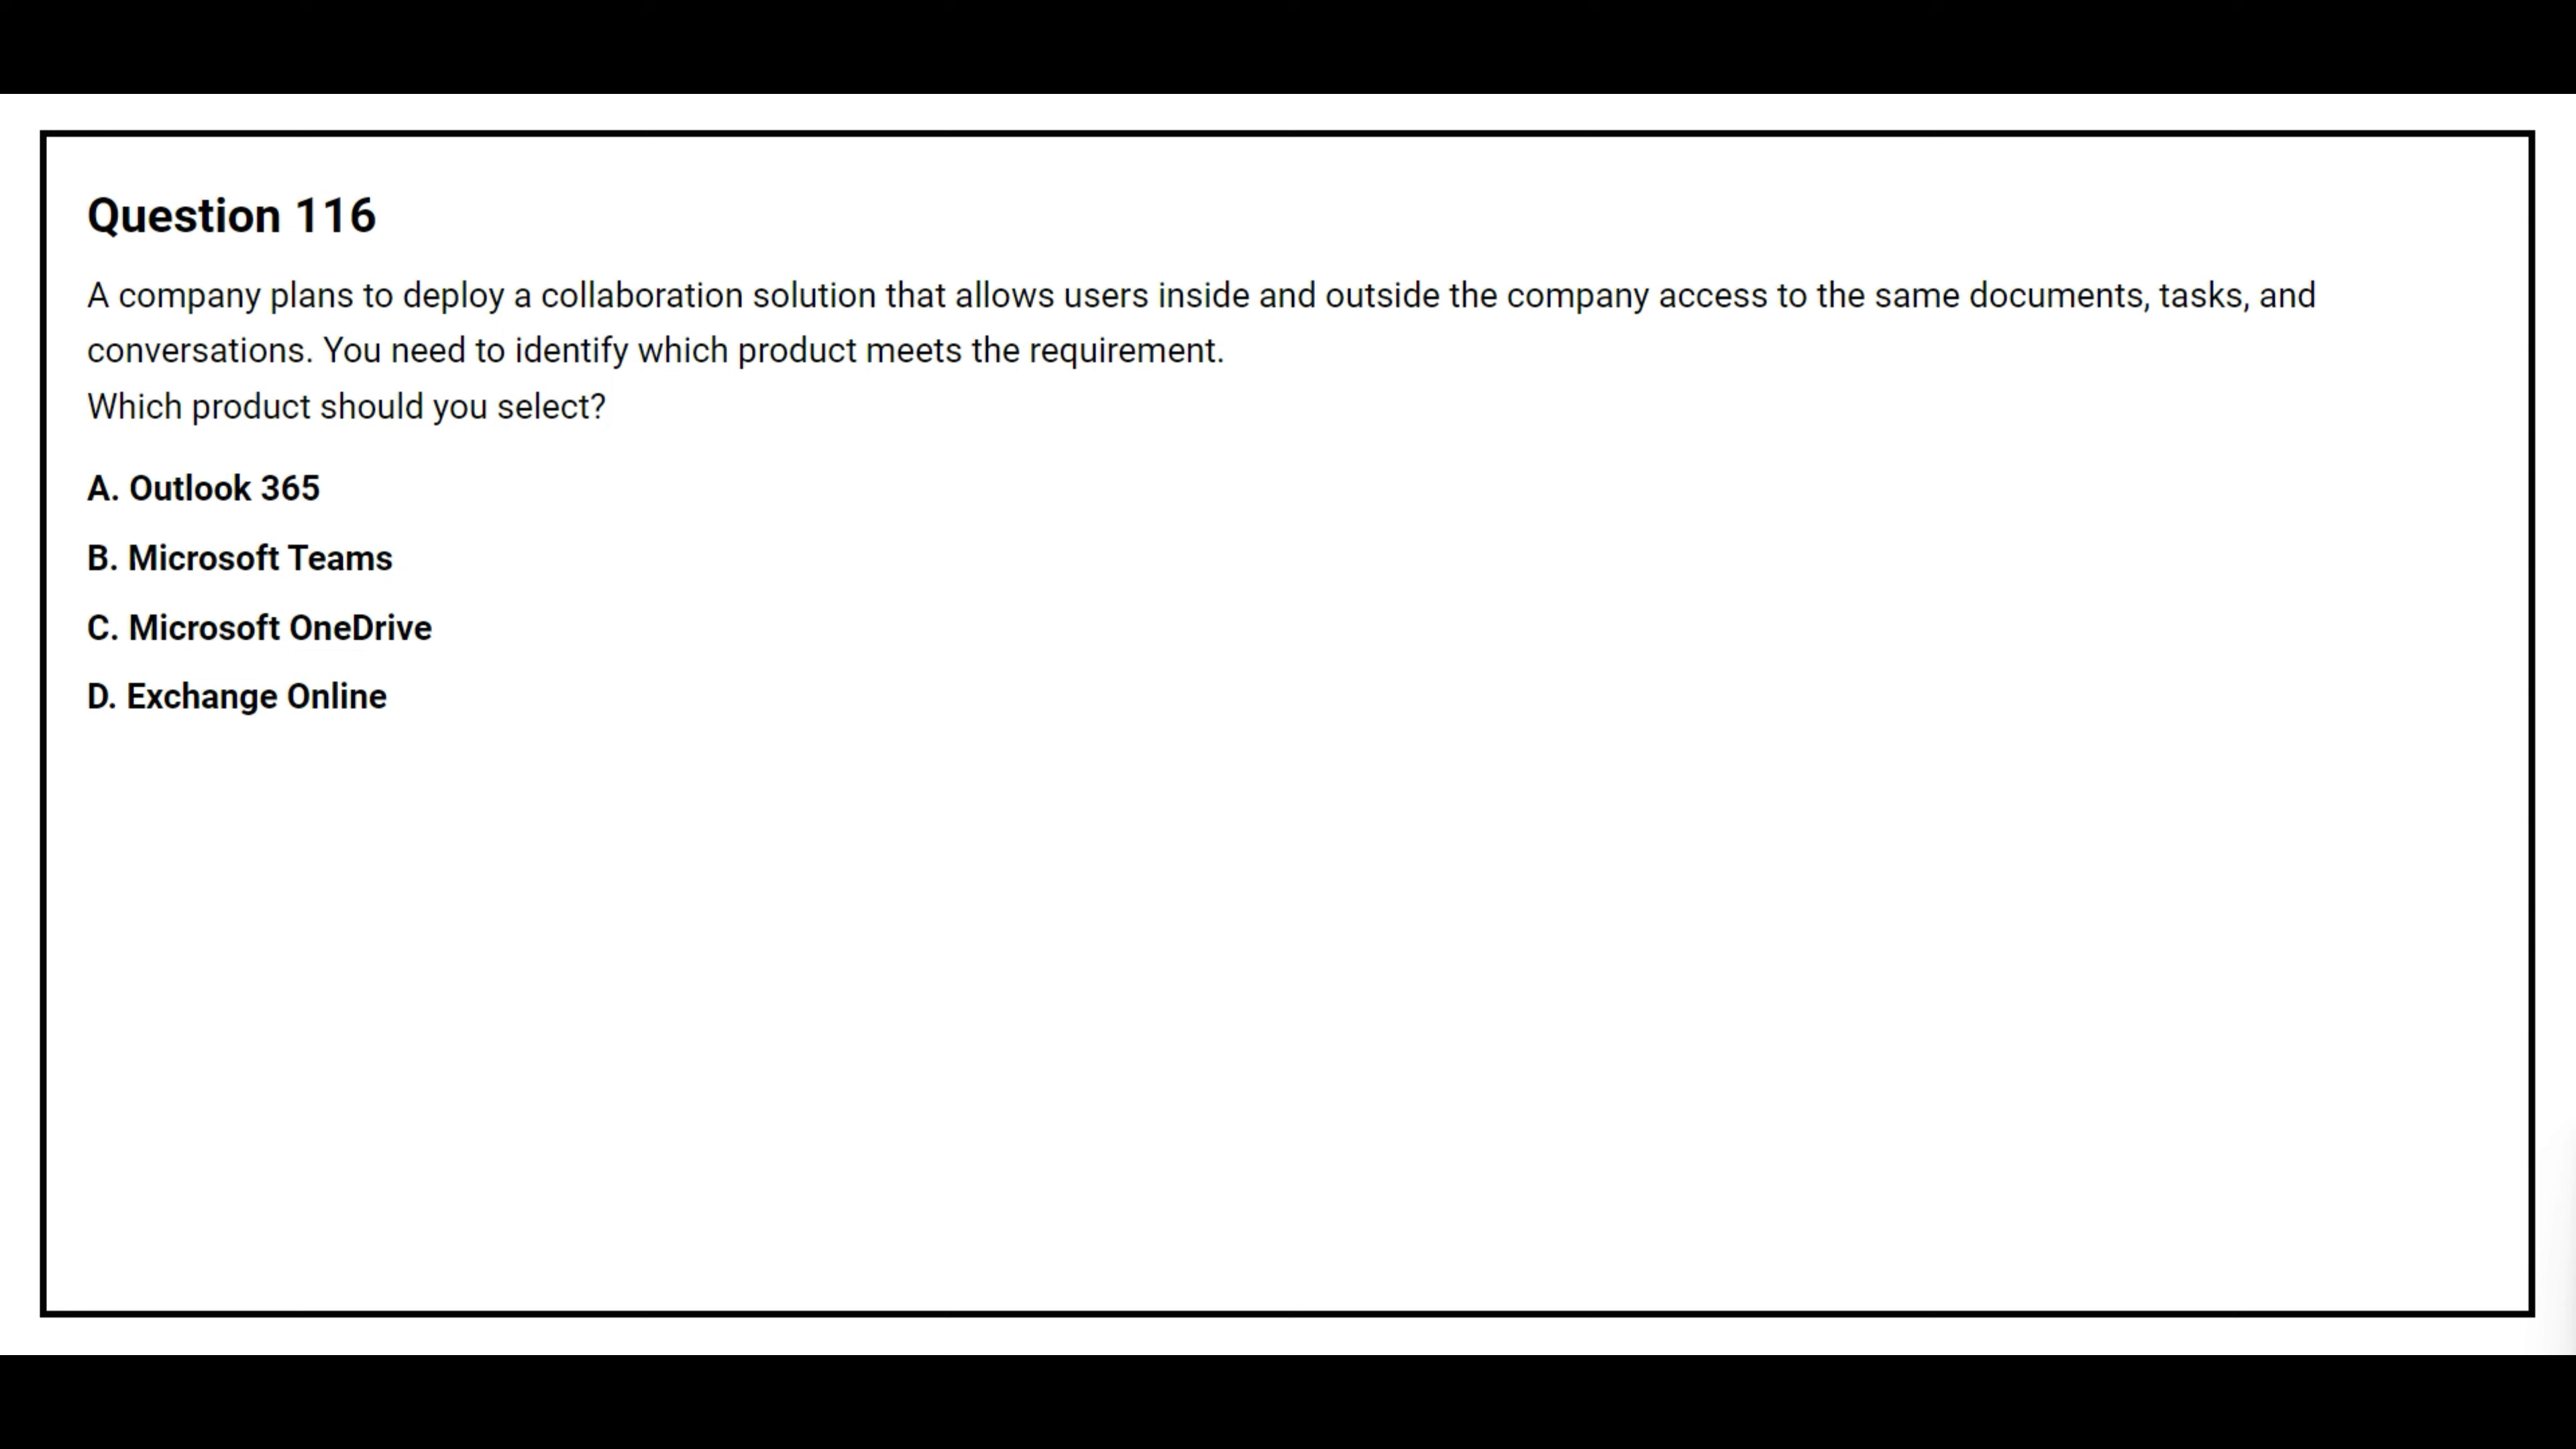 Question 116
A company plans to deploy a collaboration solution that allows users inside and outside the company access to the same documents, tasks, and
conversations. You need to identify which product meets the requirement.
Which product should you select?
A. Outlook 365
B. Microsoft Teams
C. Microsoft OneDrive
D. Exchange Online